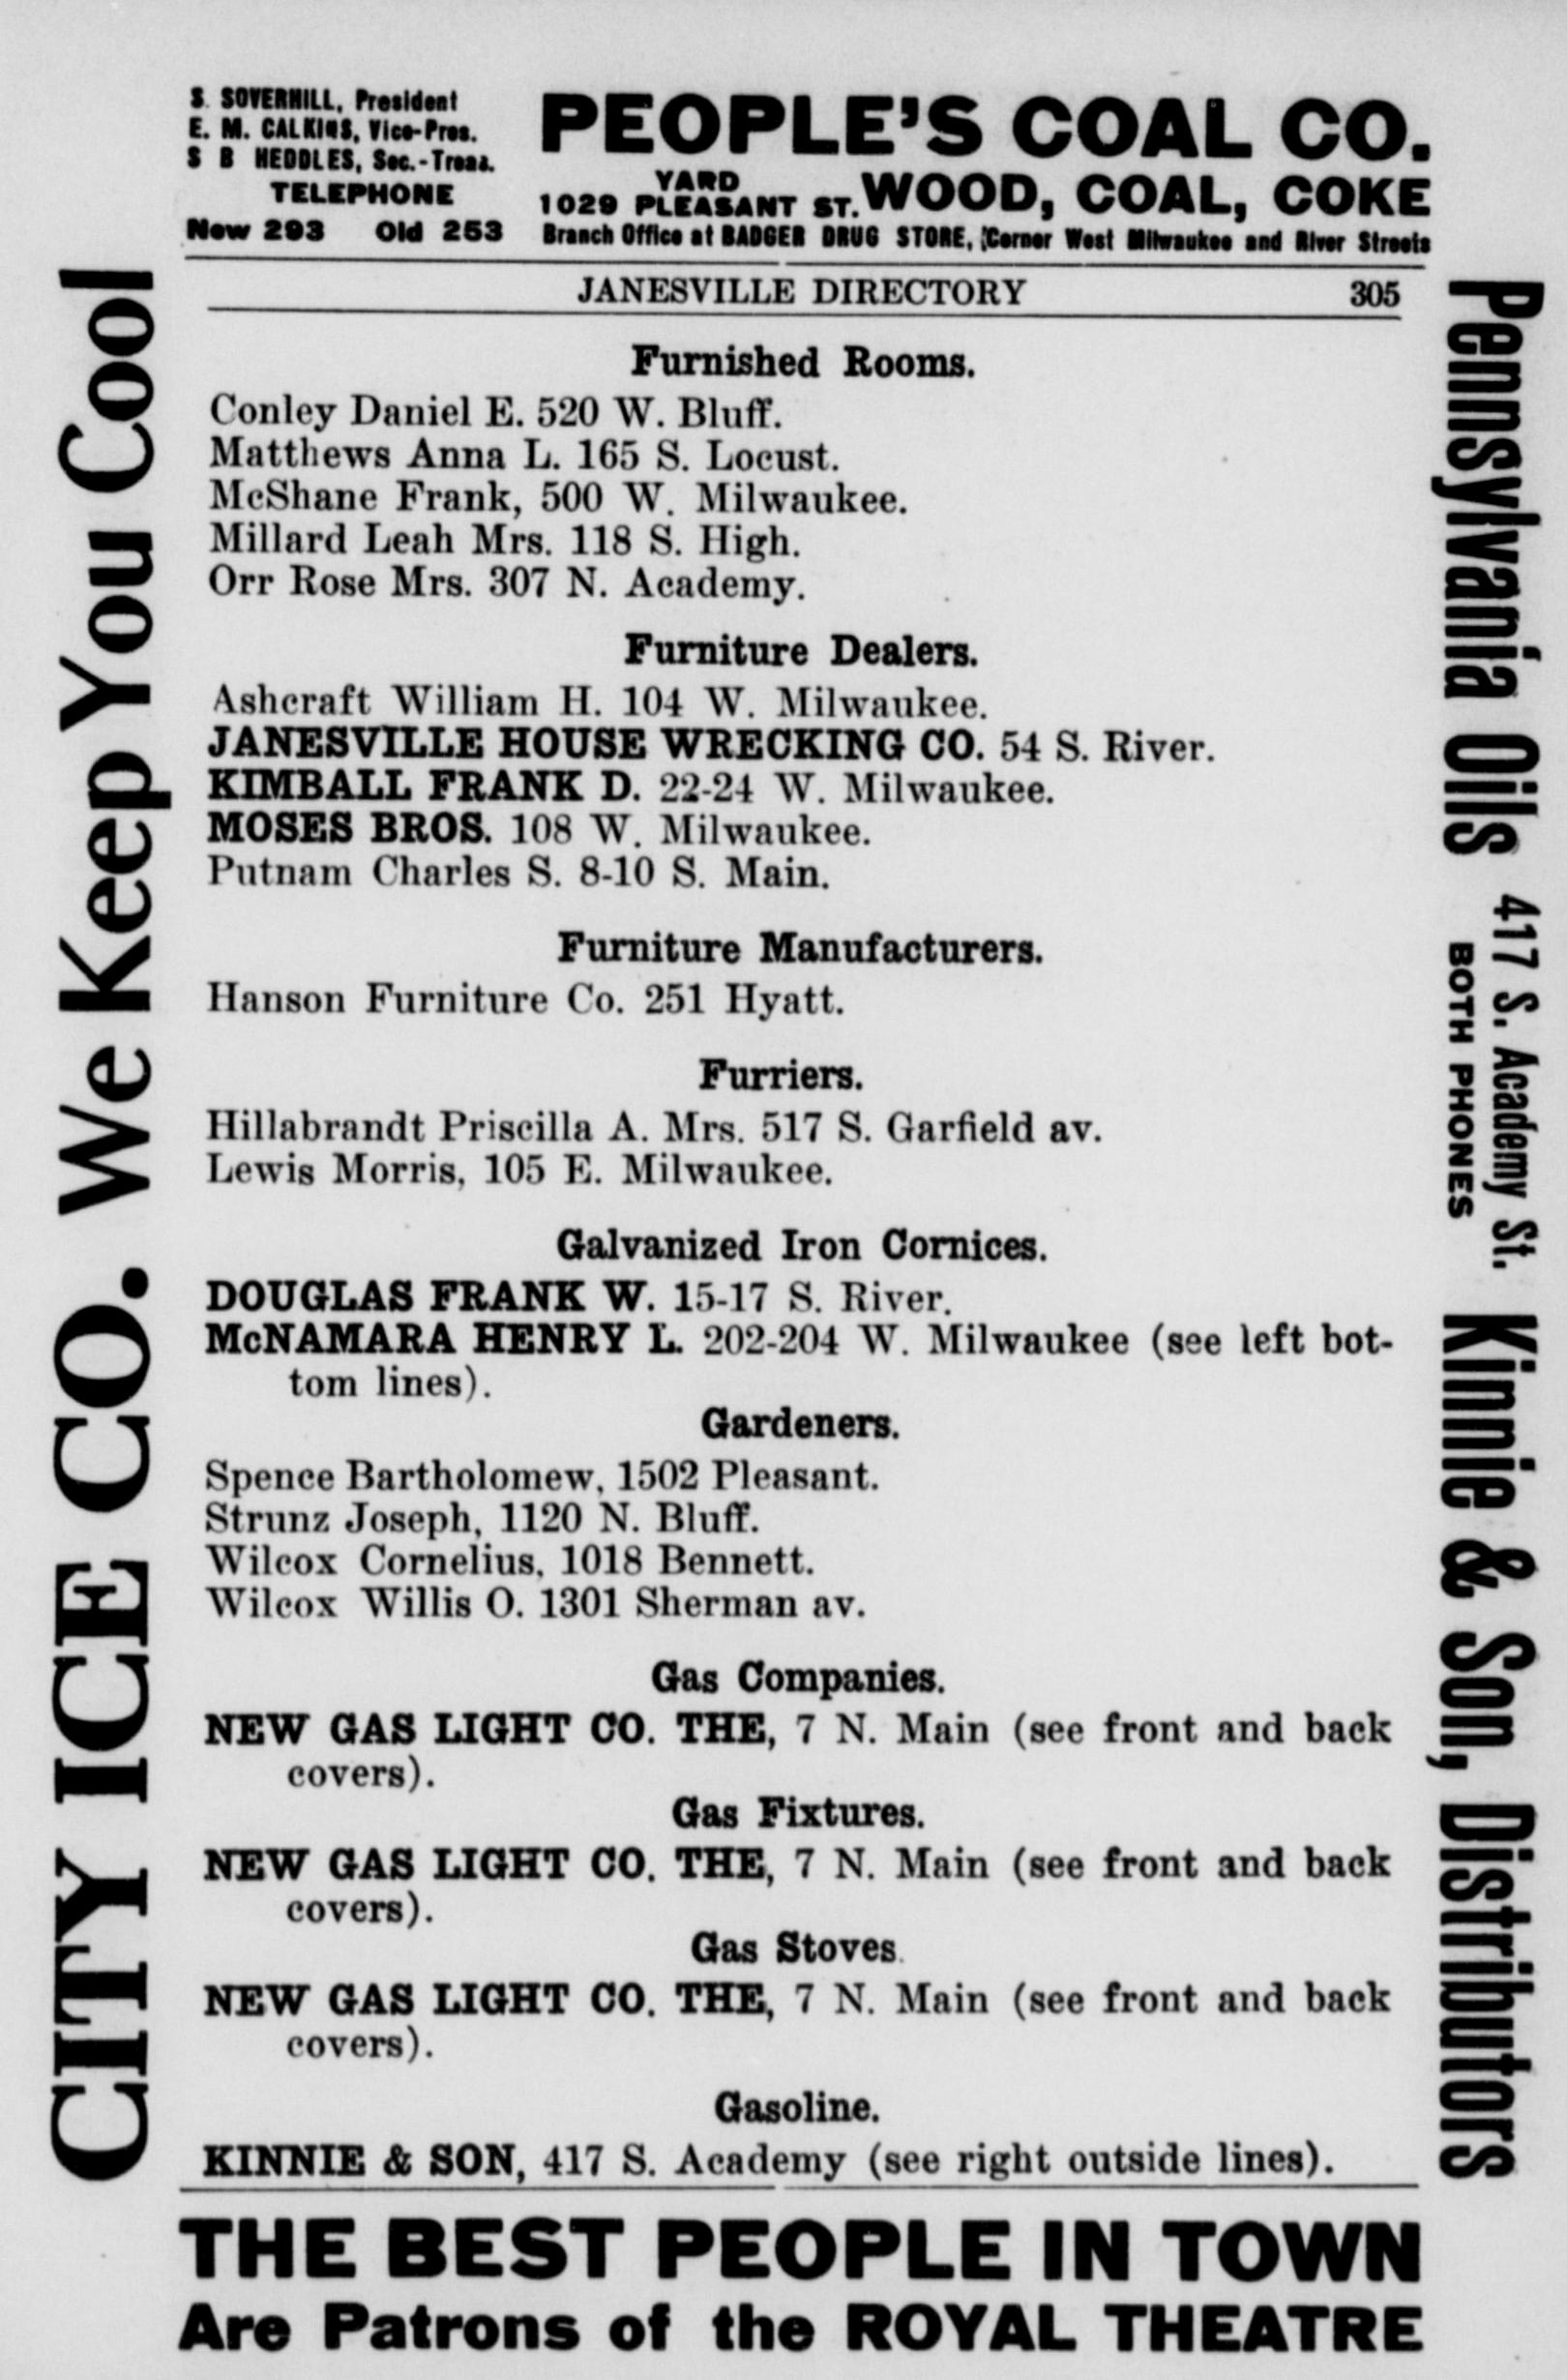 S. SOVERHILL, President
E. M. CALKINS, Vice-Pres.
S B HEDDLES, Sec.-Treas.
TELEPHONE
New 293 Old 253
PEOPLE'S COAL CO.
YARD
1029 PLEASANT ST. WOOD, COAL, COKE
Branch Office at BADGER DRUG STORE, Corner West Milwaukee and River Streets
JANESVILLE DIRECTORY 305
Furnished Rooms.
Conley Daniel E. 520 W. Bluff.
Matthews Anna L. 165 S. Locust.
McShane Frank, 500 W. Milwaukee.
Millard Leah Mrs. 118 S. High.
Orr Rose Mrs. 307 N. Academy.
Furniture Dealers.
Ashcraft William H. 104 W. Milwaukee.
JANESVILLE HOUSE WRECKING CO. 54 S. River.
KIMBALL FRANK D. 22-24 W. Milwaukee.
MOSES BROS. 108 W. Milwaukee.
Putnam Charles S. 8-10 S. Main.
Furniture Manufacturers.
Hanson Furniture Co. 251 Hyatt.
Furriers.
Hillabrandt Priscilla A. Mrs. 517 S. Garfield av.
Lewis Morris, 105 E. Milwaukee.
Galvanized Iron Cornices.
DOUGLAS FRANK W. 15-17 S. River.
McNAMARA HENRY L. 202-204 W. Milwaukee (see left bot-
tom lines).
Gardeners.
Spence Bartholomew, 1502 Pleasant.
Strunz Joseph, 1120 N. Bluff.
Wilcox Cornelius, 1018 Bennett.
Wilcox Willis O. 1301 Sherman av.
Gas Companies.
NEW GAS LIGHT CO. THE, 7 N. Main (see front and back
covers).
Gas Fixtures.
NEW GAS LIGHT CO. THE, 7 N. Main (see front and back
covers).
Gas Stoves.
NEW GAS LIGHT CO. THE, 7 N. Main (see front and back
covers).
Gasoline.
KINNIE & SON, 417 S. Academy (see right outside lines).
THE BEST PEOPLE IN TOWN
Are Patrons of the ROYAL THEATRE
CITY ICE CO. We Keep You Cool
Pennsylvania Oils 417 S. Academy St. BOTH PHONES Kinnie & Son, Distributors